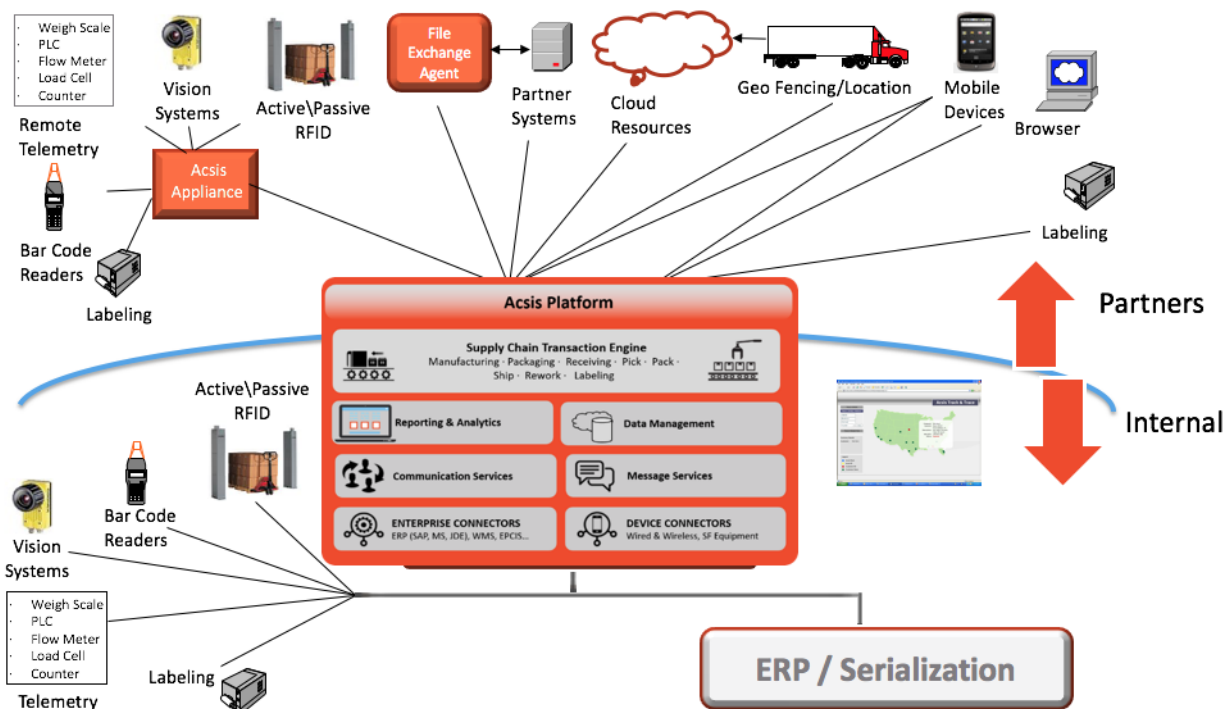 · Weigh Scale
· PLC
· Flow Meter
· Load Cell
· Counter
Remote
Telemetry
Vision
Systems
Active\Passive
RFID
File
Exchange
Agent
Partner
Systems
Cloud
Resources
Geo Fencing/Location
Mobile
Devices
Browser
Acsis
Appliance
Bar Code
Readers
Labeling
Labeling
Partners
Internal
Acsis Platform
Supply Chain Transaction Engine
Manufacturing · Packaging · Receiving · Pick · Pack ·
Ship · Rework · Labeling
Reporting & Analytics
Data Management
Communication Services
Message Services
ENTERPRISE CONNECTORS
ERP (SAP, MS, JDE), WMS, EPCIS...
DEVICE CONNECTORS
Wired & Wireless, SF Equipment
Acsis Track & Trace
Active\Passive
RFID
Bar Code
Readers
Vision
Systems
· Weigh Scale
· PLC
· Flow Meter
· Load Cell
· Counter
Telemetry
Labeling
ERP / Serialization